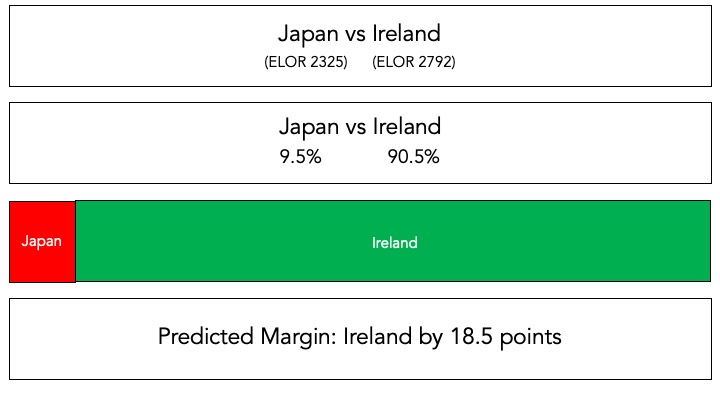 Japan vs Ireland
(ELOR 2325) (ELOR 2792)
Japan vs Ireland
9.5% 90.5%
Japan Ireland
Predicted Margin: Ireland by 18.5 points